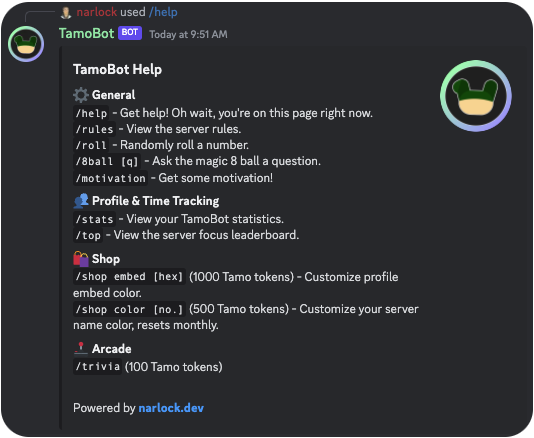 narlock used /help
TamoBot BOT Today at 9:51 AM
TamoBot Help
General
/help - Get help! Oh wait, you're on this page right now.
/rules - View the server rules.
/roll - Randomly roll a number.
/8ball [q] - Ask the magic 8 ball a question.
/motivation - Get some motivation!
Profile & Time Tracking
/stats - View your TamoBot statistics.
/top - View the server focus leaderboard.
Shop
/shop embed [hex] (1000 Tamo tokens) - Customize profile
embed color.
/shop color [no.] (500 Tamo tokens) - Customize your server
name color, resets monthly.
Arcade
/trivia (100 Tamo tokens)
Powered by narlock.dev